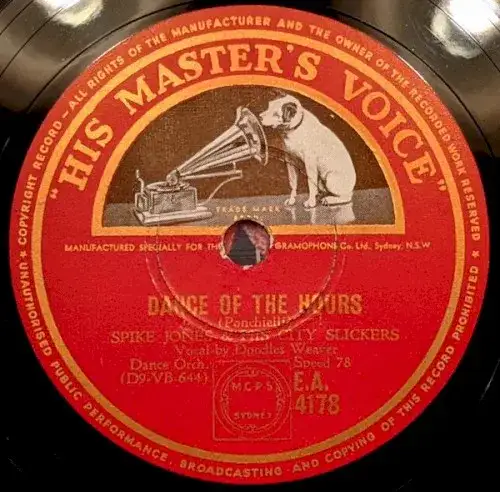 ★ COPYRIGHT RECORD — ALL RIGHTS OF THE MANUFACTURER AND THE OWNER OF THE RECORDED WORK RESERVED
"HIS MASTER'S VOICE"
TRADE MARK
MANUFACTURED SPECIALLY FOR THE GRAMOPHONE Co. Ltd., Sydney, N.S.W.
DANCE OF THE HOURS
(Ponchielli)
SPIKE JONES CITY SLICKERS
Vocal by Doodles Weaver
Dance Orch. Speed 78
(D9-VB-644) E.A.
4178
M.C.P.S
SYDNEY
★ UNAUTHORISED PUBLIC PERFORMANCE, BROADCASTING AND COPYING OF THIS RECORD PROHIBITED ★